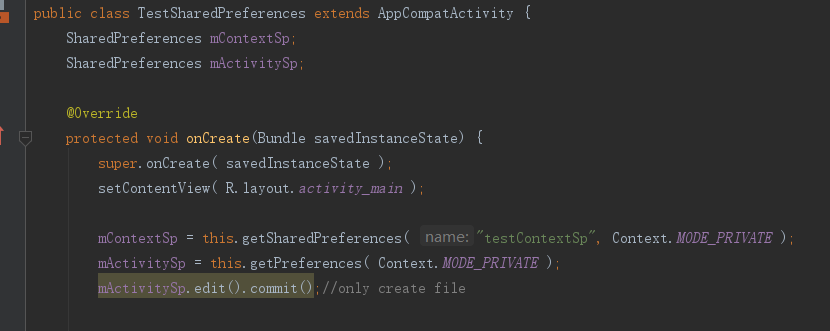 public class TestSharedPreferences extends AppCompatActivity {
SharedPreferences mContextSp;
SharedPreferences mActivitySp;
@Override
protected void onCreate(Bundle savedInstanceState) {
super.onCreate( savedInstanceState );
setContentView( R.layout.activity_main );
mContextSp = this.getSharedPreferences( name: "testContextSp", Context.MODE_PRIVATE );
mActivitySp = this.getPreferences( Context.MODE_PRIVATE );
mActivitySp.edit().commit();//only create file